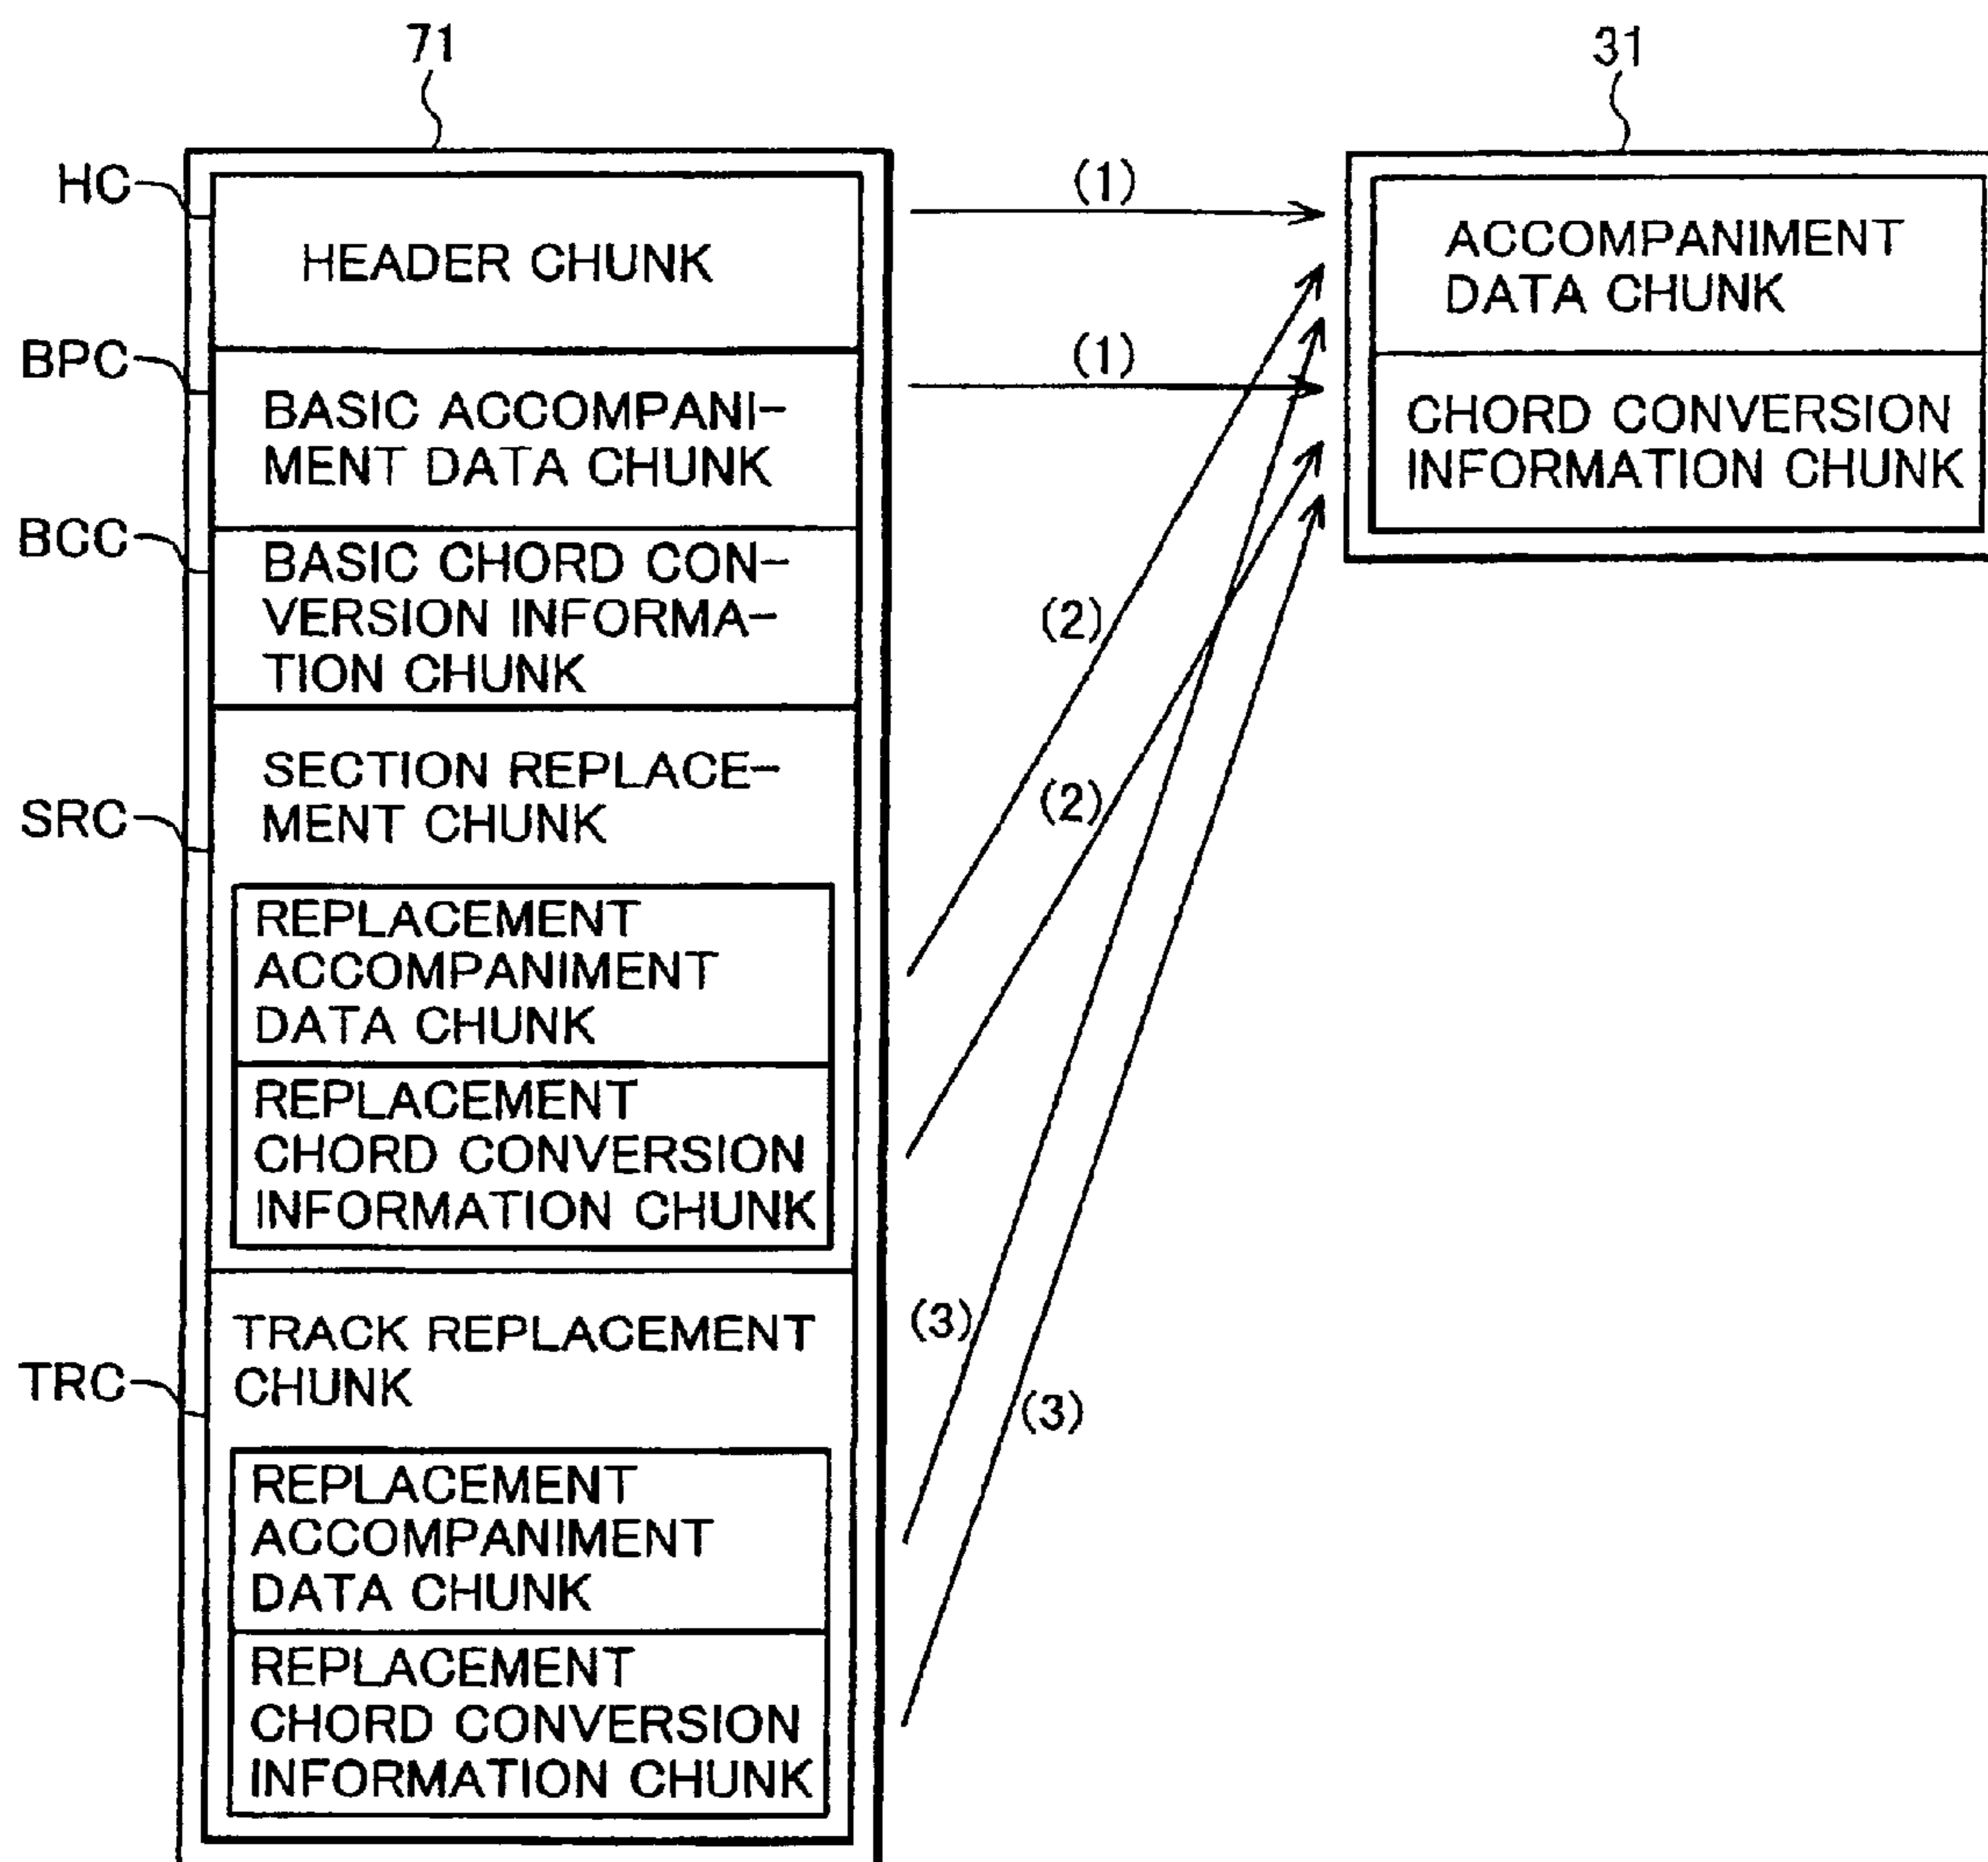 71
31
HC
HEADER CHUNK
(1)
ACCOMPANIMENT
DATA CHUNK
BPC
BASIC ACCOMPANI-
MENT DATA CHUNK
(1)
CHORD CONVERSION
INFORMATION CHUNK
BCC
BASIC CHORD CON-
VERSION INFORMA-
TION CHUNK
(2)
SRC
SECTION REPLACE-
MENT CHUNK
(2)
REPLACEMENT
ACCOMPANIMENT
DATA CHUNK
REPLACEMENT
CHORD CONVERSION
INFORMATION CHUNK
TRC
TRACK REPLACEMENT
CHUNK
(3)
(3)
REPLACEMENT
ACCOMPANIMENT
DATA CHUNK
REPLACEMENT
CHORD CONVERSION
INFORMATION CHUNK